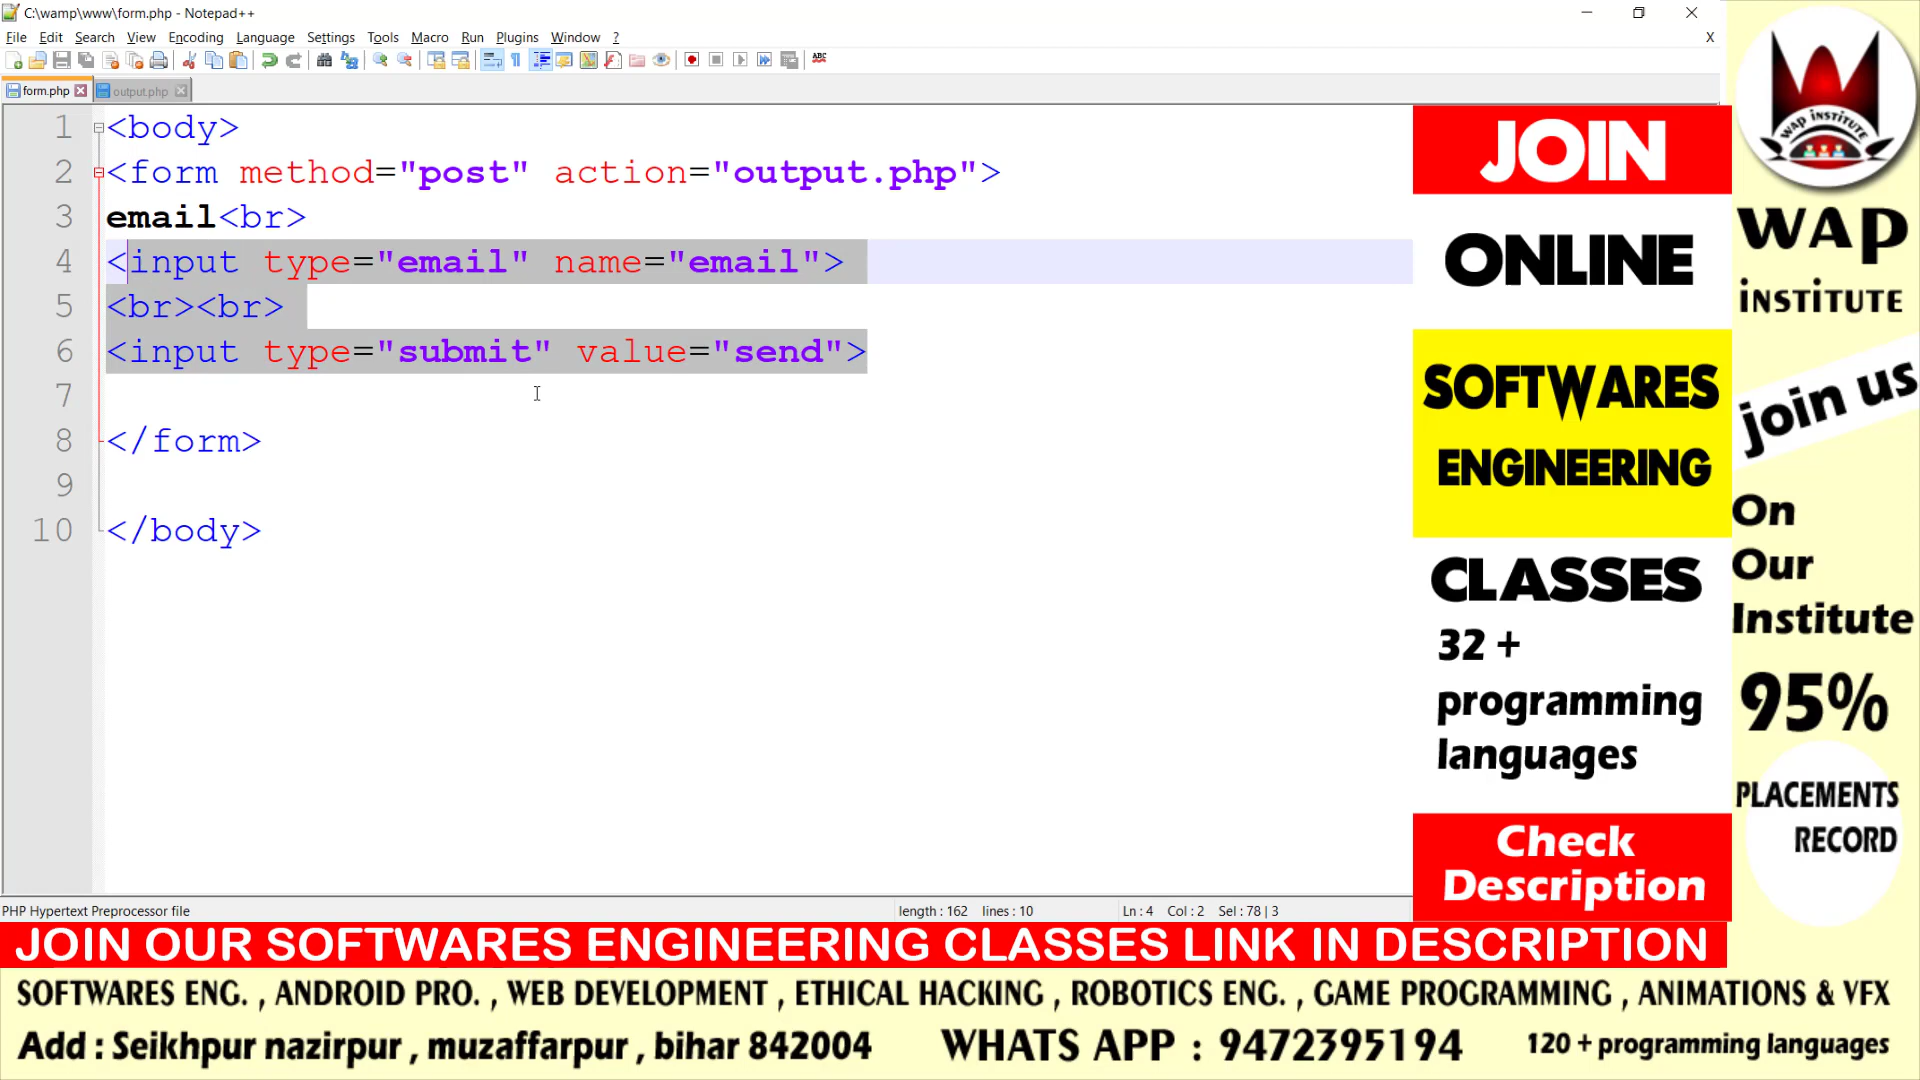 C:\wamp\www\form.php - Notepad++
File Edit Search View Encoding Language Settings Tools Macro Run Plugins Window ? X
ABC
form.php output.php
1 <body>
2 <form method="post" action="output.php">
3 email<br>
4 <input type="email" name="email">
5 <br><br>
6 <input type="submit" value="send">
7
8 </form>
9
10 </body>
PHP Hypertext Preprocessor file length : 162 lines : 10 Ln : 4 Col : 2 Sel : 78 | 3
JOIN
ONLINE
SOFTWARES
ENGINEERING
CLASSES
32 +
programming
languages
Check
Description
WAP INSTITUTE
WAP
INSTITUTE
join us
On
Our
Institute
95%
PLACEMENTS
RECORD
JOIN OUR SOFTWARES ENGINEERING CLASSES LINK IN DESCRIPTION
SOFTWARES ENG. , ANDROID PRO. , WEB DEVELOPMENT , ETHICAL HACKING , ROBOTICS ENG. , GAME PROGRAMMING , ANIMATIONS & VFX
Add : Seikhpur nazirpur , muzaffarpur , bihar 842004 WHATS APP : 9472395194 120 + programming languages